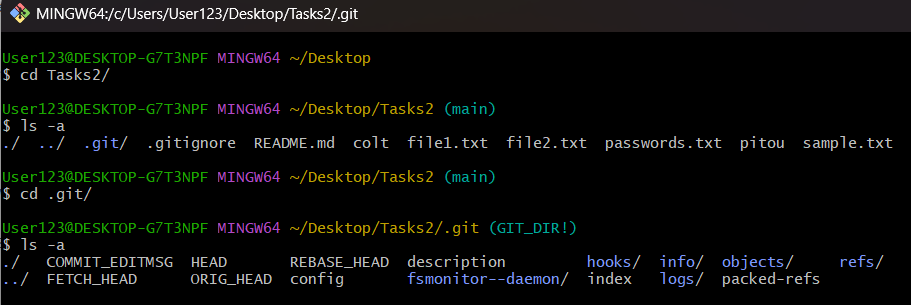 MINGW64:/c/Users/User123/Desktop/Tasks2/.git
User123@DESKTOP-G7T3NPF MINGW64 ~/Desktop
$ cd Tasks2/
User123@DESKTOP-G7T3NPF MINGW64 ~/Desktop/Tasks2 (main)
$ ls -a
./  ../  .git/  .gitignore  README.md  colt  file1.txt  file2.txt  passwords.txt  pitou  sample.txt
User123@DESKTOP-G7T3NPF MINGW64 ~/Desktop/Tasks2 (main)
$ cd .git/
User123@DESKTOP-G7T3NPF MINGW64 ~/Desktop/Tasks2/.git (GIT_DIR!)
$ ls -a
./   COMMIT_EDITMSG  HEAD       REBASE_HEAD  description          hooks/  info/  objects/     refs/
../  FETCH_HEAD      ORIG_HEAD  config       fsmonitor--daemon/  index   logs/  packed-refs